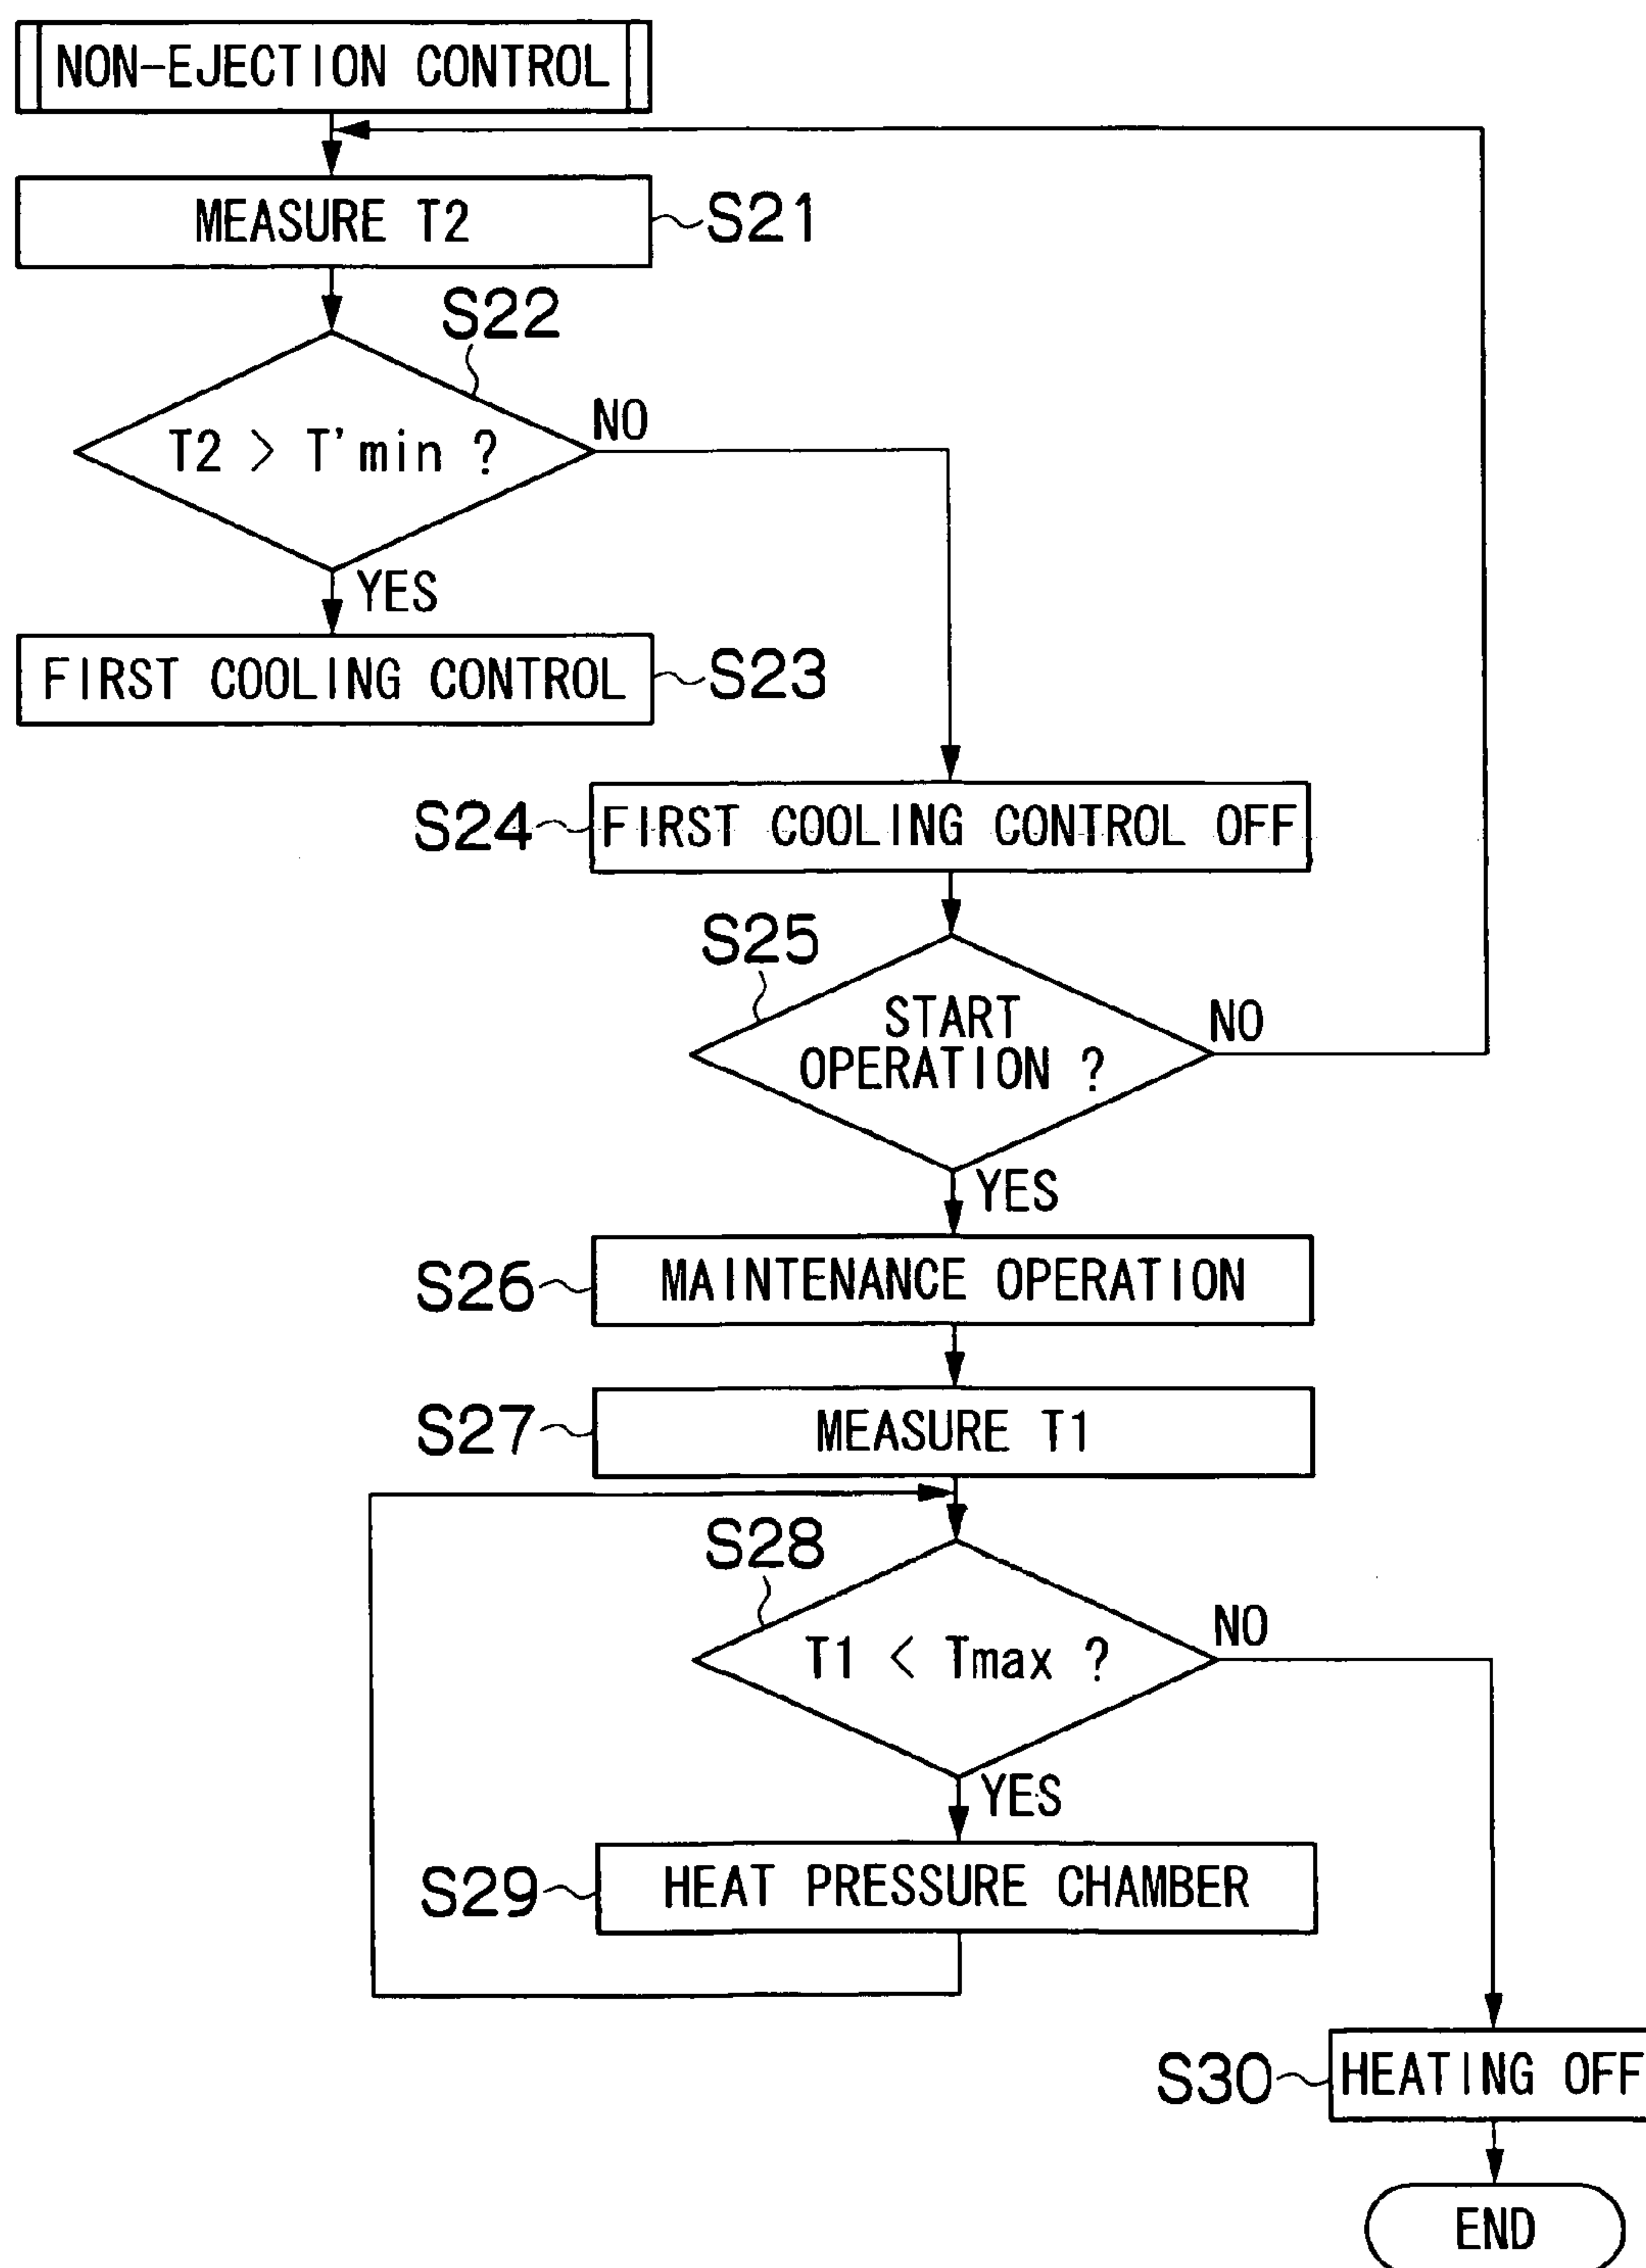 NON-EJECTION CONTROL
MEASURE T2
S21
S22
T2 > T'min ?
NO
YES
FIRST COOLING CONTROL
S23
S24
FIRST COOLING CONTROL OFF
S25
START
OPERATION ?
NO
YES
S26
MAINTENANCE OPERATION
S27
MEASURE T1
S28
T1 < Tmax ?
NO
YES
S29
HEAT PRESSURE CHAMBER
S30
HEATING OFF
END